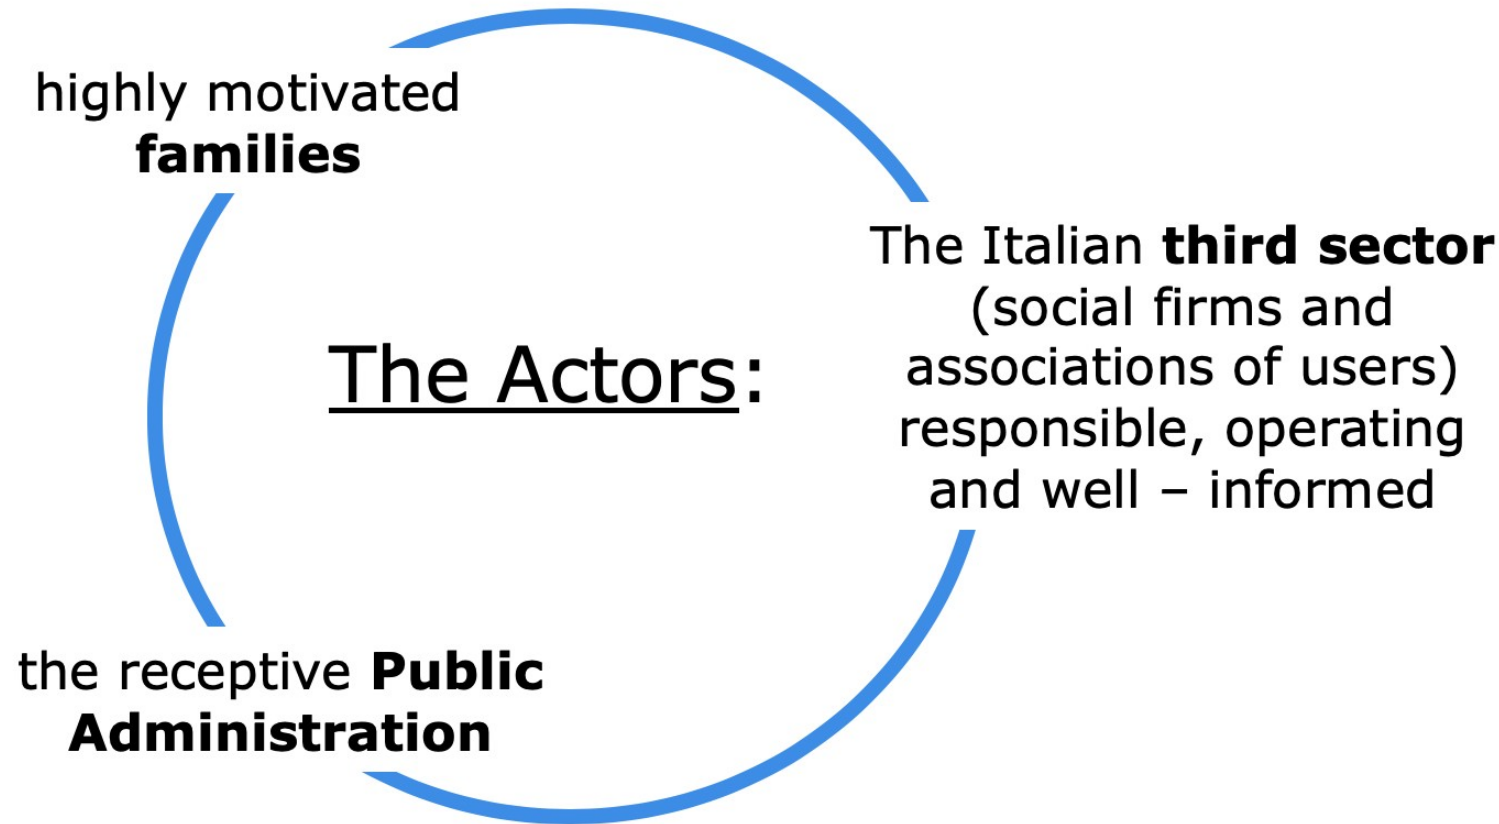 highly motivated
families
The Italian third sector
(social firms and
associations of users)
responsible, operating
and well – informed
The Actors:
the receptive Public
Administration